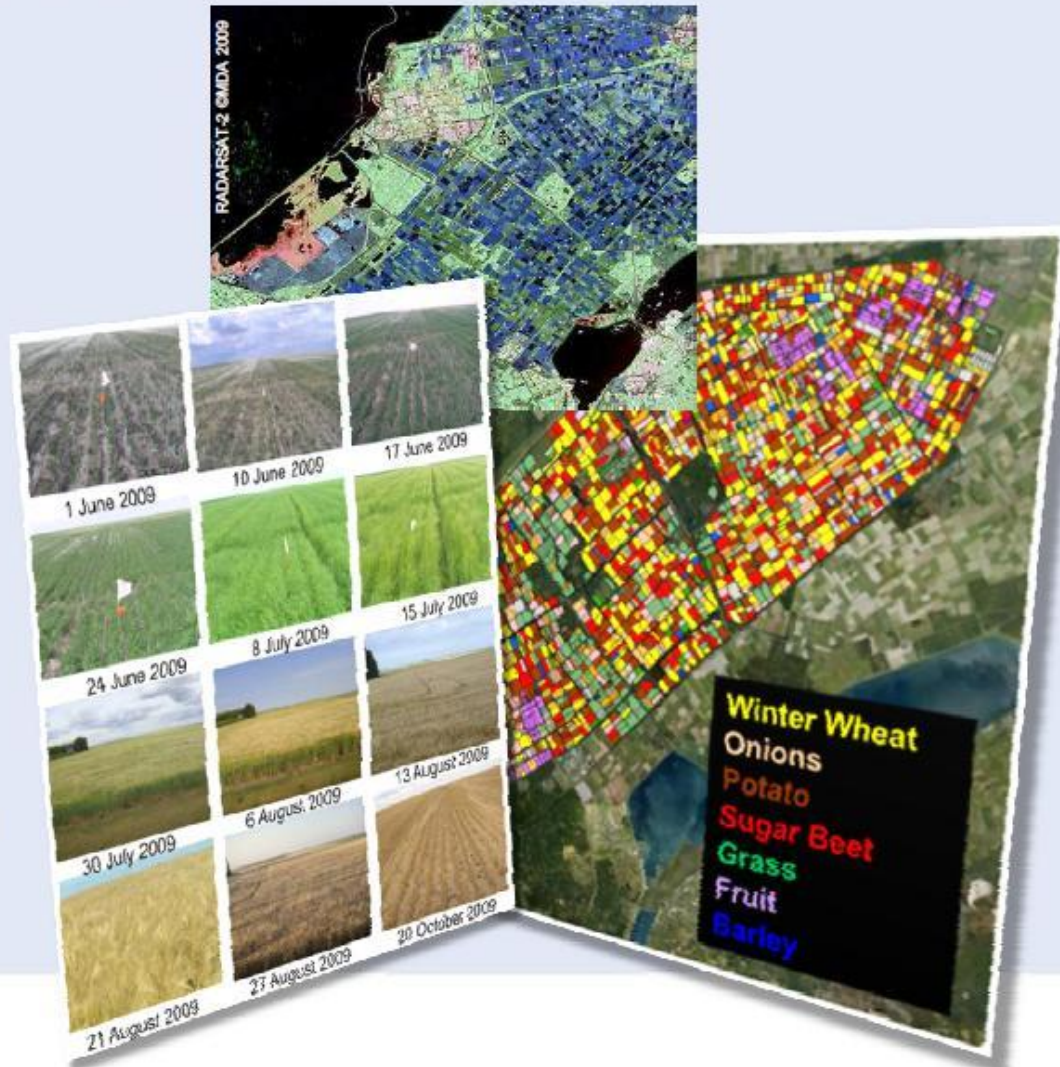 RADARSAT-2 ©MDA 2009
1 June 2009
10 June 2009
17 June 2009
24 June 2009
8 July 2009
15 July 2009
30 July 2009
6 August 2009
13 August 2009
21 August 2009
27 August 2009
20 October 2009
Winter Wheat
Onions
Potato
Sugar Beet
Grass
Fruit
Barley